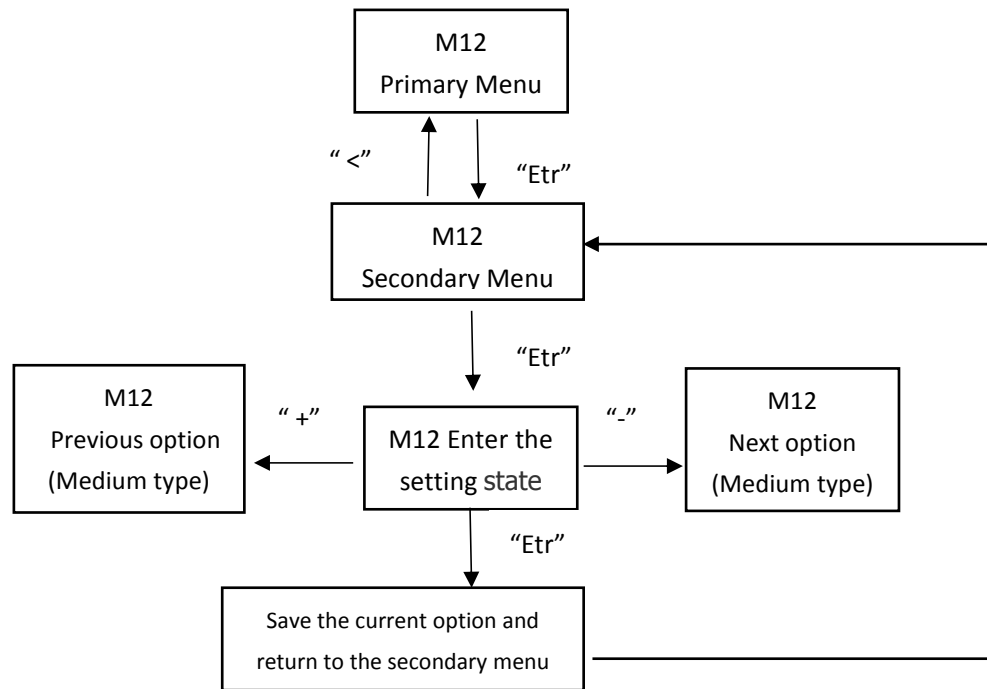 M12
Primary Menu
“ <”
“Etr”
M12
Secondary Menu
“Etr”
M12
Previous option
(Medium type)
“ +”
M12 Enter the
setting state
“-”
M12
Next option
(Medium type)
“Etr”
Save the current option and
return to the secondary menu